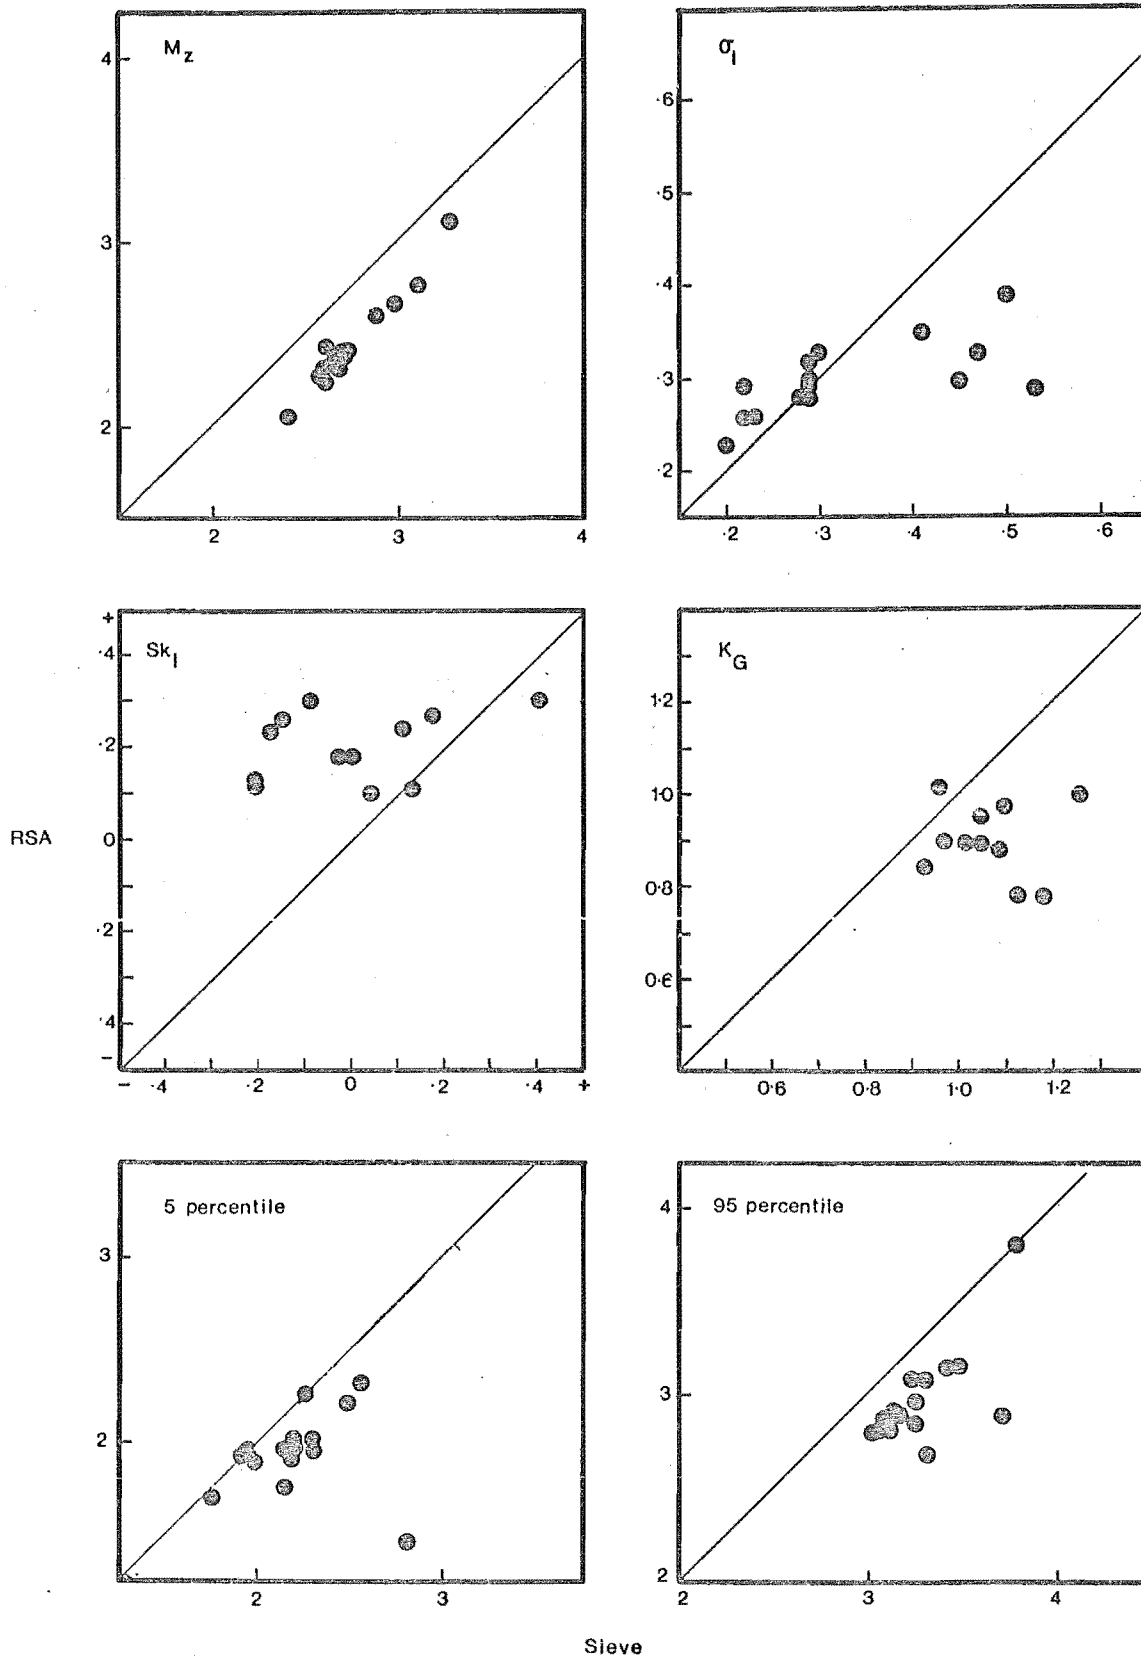 M_z
4
3
2
2 3 4
σ_I
·6
·5
·4
·3
·2
·2 ·3 ·4 ·5 ·6
Sk_I
+
·4
·2
0
·2
·4
−
− ·4 ·2 0 ·2 ·4 +
RSA
K_G
1·2
1·0
0·8
0·6
0·6 0·8 1·0 1·2
5 percentile
3
2
2 3
95 percentile
4
3
2
2 3 4
Sieve